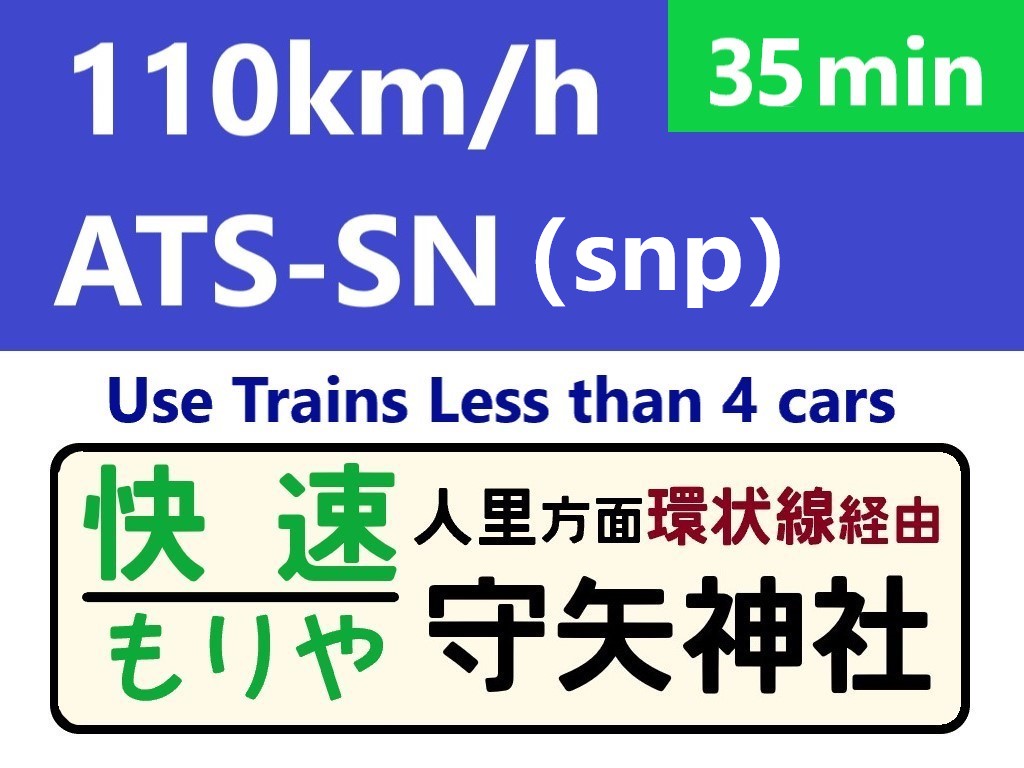 110km/h
35min
ATS-SN (snp)
Use Trains Less than 4 cars
快速
もりや
人里方面環状線経由
守矢神社